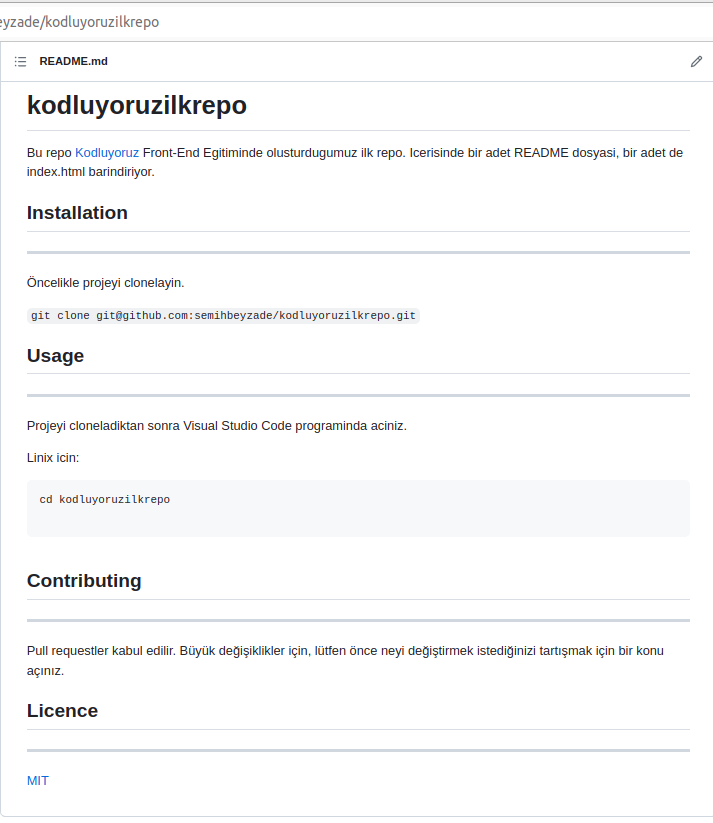 eyzade/kodluyoruzilkrepo
README.md
kodluyoruzilkrepo
Bu repo Kodluyoruz Front-End Egitiminde olusturdugumuz ilk repo. Icerisinde bir adet README dosyasi, bir adet de
index.html barindiriyor.
Installation
Öncelikle projeyi clonelayin.
git clone git@github.com:semihbeyzade/kodluyoruzilkrepo.git
Usage
Projeyi cloneladiktan sonra Visual Studio Code programinda aciniz.
Linix icin:
cd kodluyoruzilkrepo
Contributing
Pull requestler kabul edilir. Büyük değişiklikler için, lütfen önce neyi değiştirmek istediğinizi tartışmak için bir konu
açınız.
Licence
MIT